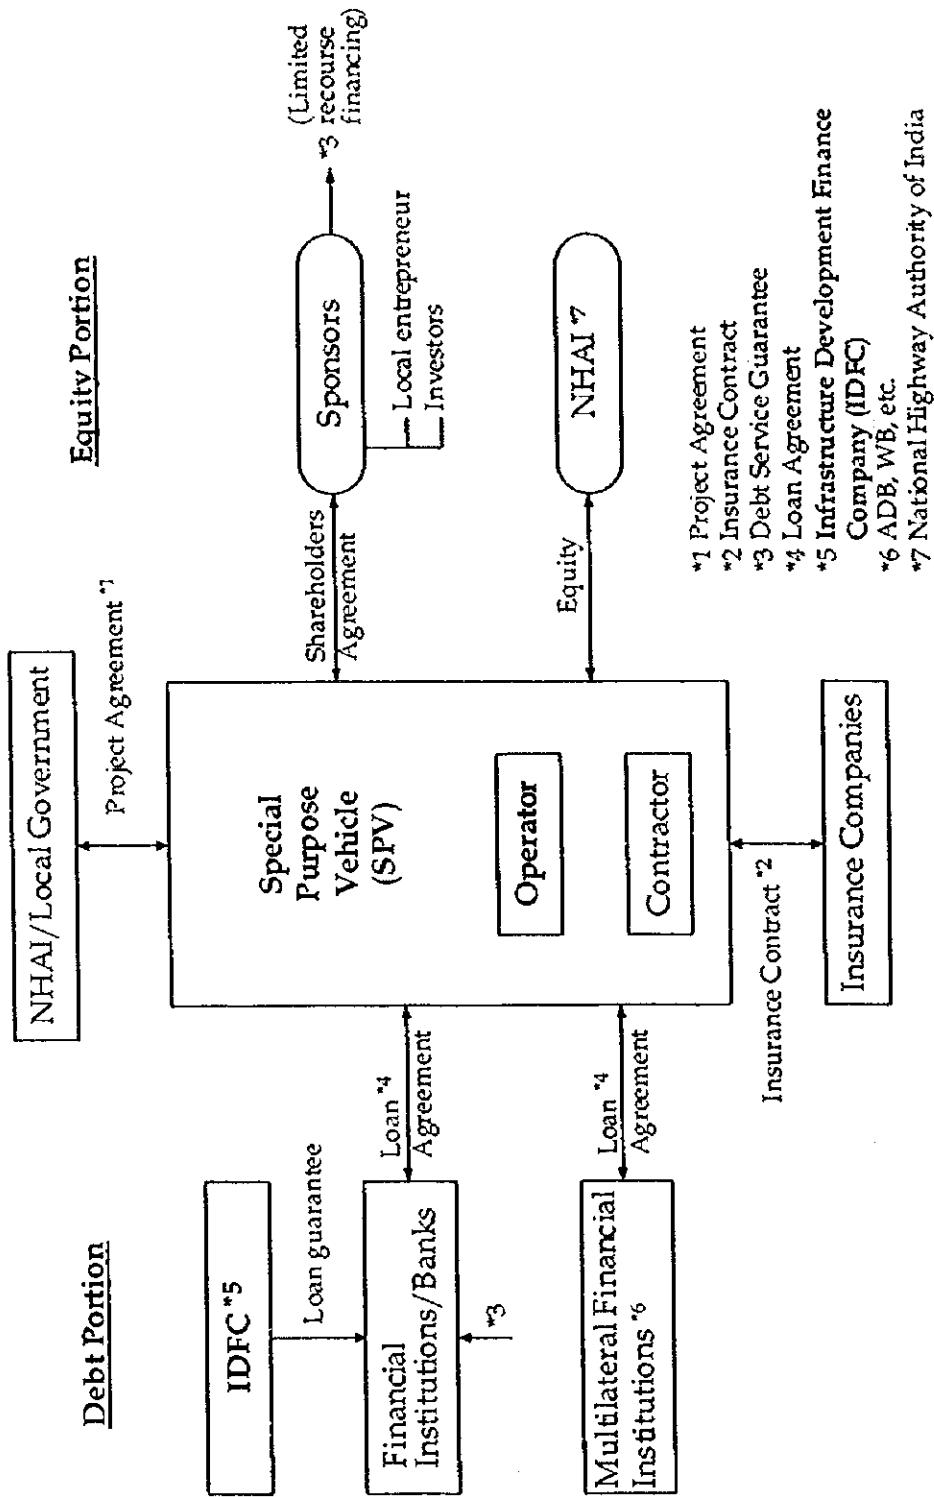 Debt Portion
Equity Portion
NHAI/Local Government
Project Agreement *1
IDFC *5
Loan guarantee
Financial
Institutions/Banks
*3
Loan *4
Agreement
Multilateral Financial
Institutions *6
Loan *4
Agreement
Special
Purpose
Vehicle
(SPV)
Operator
Contractor
Insurance Contract *2
Insurance Companies
Shareholders
Agreement
Sponsors
(Limited
*3 recourse
financing)
Local entrepreneur
Investors
Equity
NHAI *7
*1 Project Agreement
*2 Insurance Contract
*3 Debt Service Guarantee
*4 Loan Agreement
*5 Infrastructure Development Finance
Company (IDFC)
*6 ADB, WB, etc.
*7 National Highway Authority of India